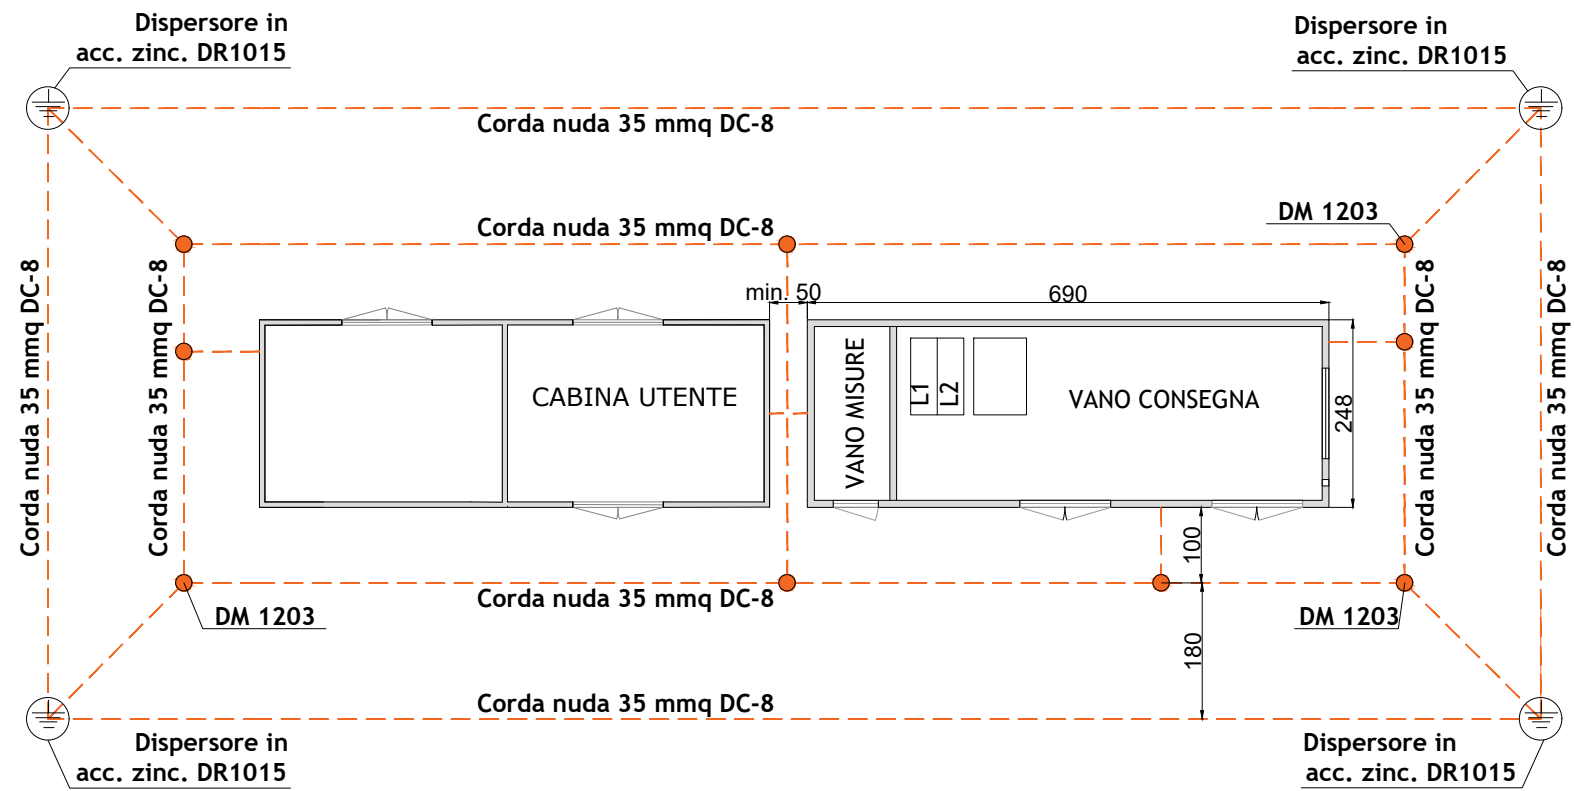 Dispersore in
acc. zinc. DR1015
Dispersore in
acc. zinc. DR1015
Corda nuda 35 mmq DC-8
Corda nuda 35 mmq DC-8
DM 1203
Corda nuda 35 mmq DC-8
Corda nuda 35 mmq DC-8
min. 50
690
CABINA UTENTE
VANO MISURE
L1
L2
VANO CONSEGNA
248
Corda nuda 35 mmq DC-8
Corda nuda 35 mmq DC-8
100
Corda nuda 35 mmq DC-8
DM 1203
DM 1203
180
Corda nuda 35 mmq DC-8
Dispersore in
acc. zinc. DR1015
Dispersore in
acc. zinc. DR1015